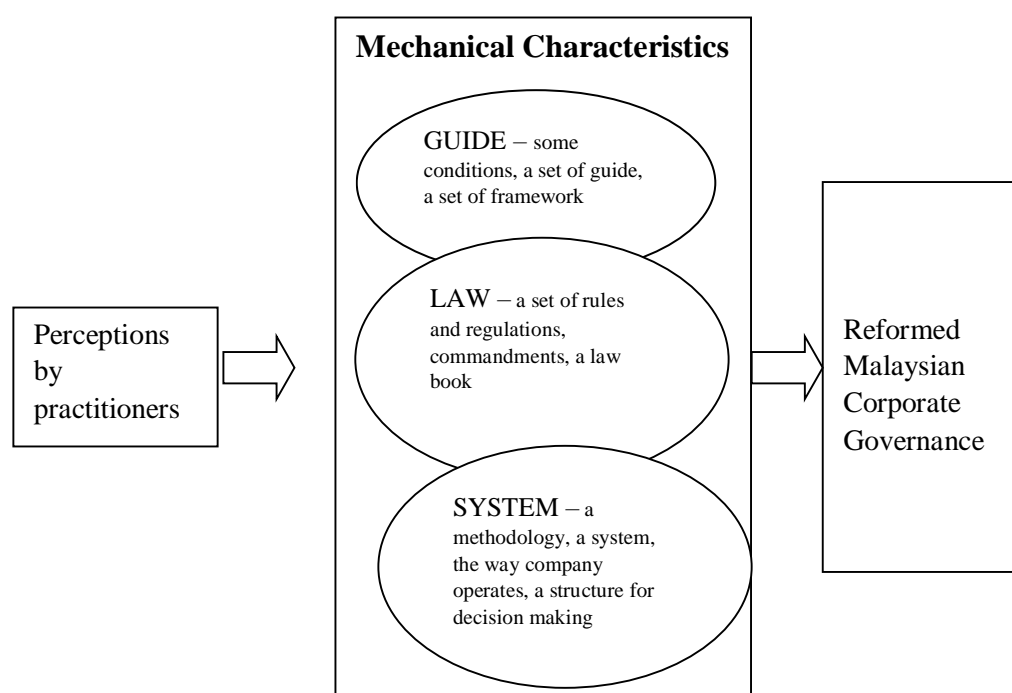 Mechanical Characteristics
GUIDE – some
conditions, a set of guide,
a set of framework
LAW – a set of rules
and regulations,
commandments, a law
book
SYSTEM – a
methodology, a system,
the way company
operates, a structure for
decision making
Perceptions
by
practitioners
Reformed
Malaysian
Corporate
Governance